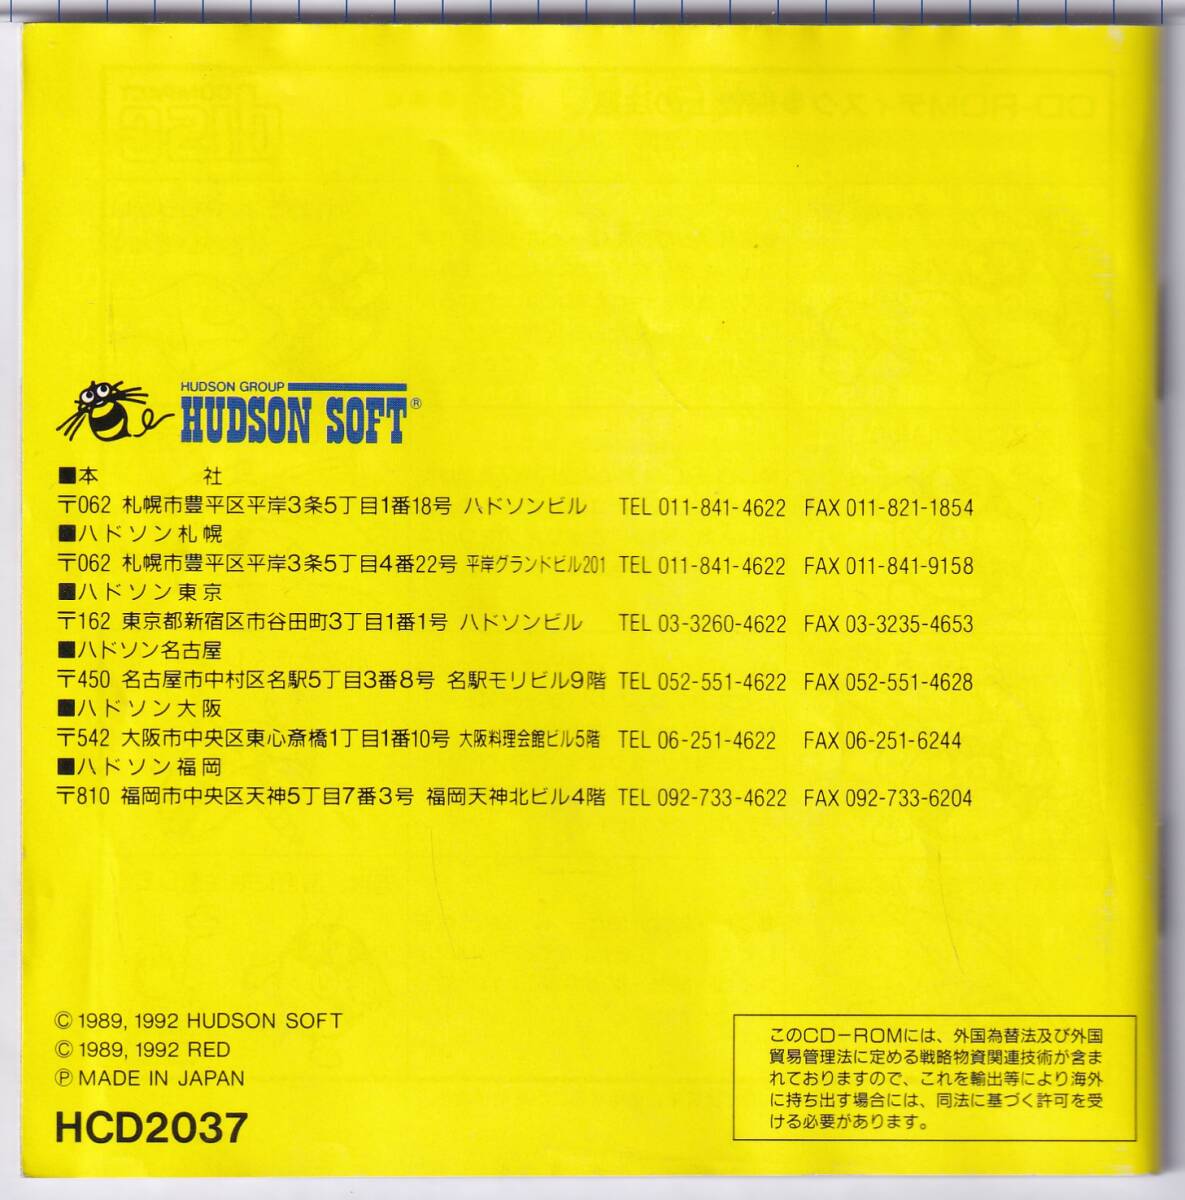 HUDSON GROUP
HUDSON SOFT®
■本　　　社
〒062 札幌市豊平区平岸3条5丁目1番18号 ハドソンビル TEL 011-841-4622 FAX 011-821-1854
■ハドソン札幌
〒062 札幌市豊平区平岸3条5丁目4番22号 平岸グランドビル201 TEL 011-841-4622 FAX 011-841-9158
■ハドソン東京
〒162 東京都新宿区市谷田町3丁目1番1号 ハドソンビル TEL 03-3260-4622 FAX 03-3235-4653
■ハドソン名古屋
〒450 名古屋市中村区名駅5丁目3番8号 名駅モリビル9階 TEL 052-551-4622 FAX 052-551-4628
■ハドソン大阪
〒542 大阪市中央区東心斎橋1丁目1番10号 大阪料理会館ビル5階 TEL 06-251-4622 FAX 06-251-6244
■ハドソン福岡
〒810 福岡市中央区天神5丁目7番3号 福岡天神北ビル4階 TEL 092-733-4622 FAX 092-733-6204
© 1989, 1992 HUDSON SOFT
© 1989, 1992 RED
Ⓟ MADE IN JAPAN
HCD2037
このCD-ROMには、外国為替法及び外国
貿易管理法に定める戦略物資関連技術が含ま
れておりますので、これを輸出等により海外
に持ち出す場合には、同法に基づく許可を受
ける必要があります。